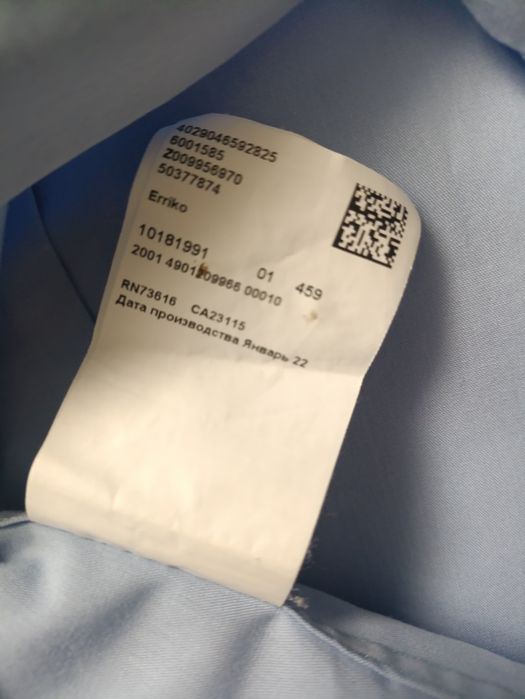 4029046592825
6001585
Z009956970
50377874
Erriko
10181991 01 459
2001 4901209966 00010
RN73616 CA23115
Дата производства Январь 22